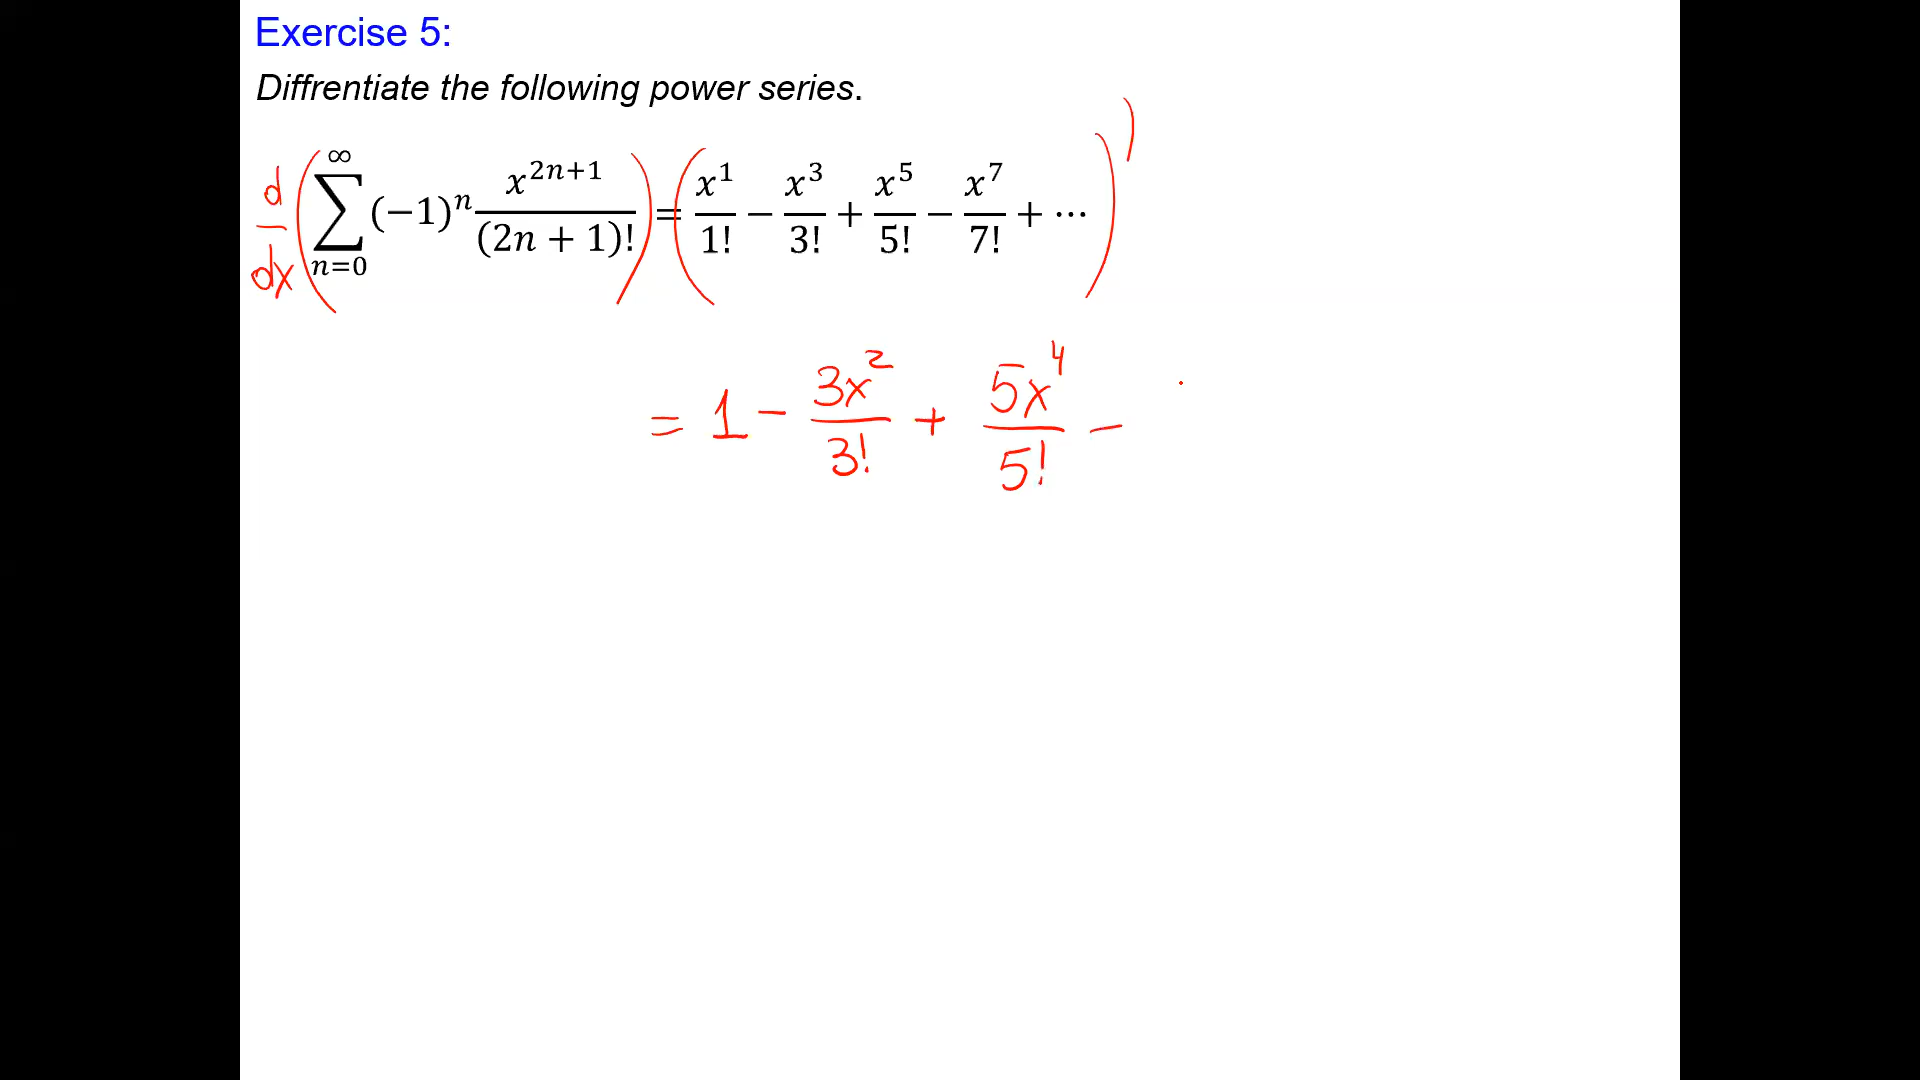 Exercise 5:
Diffrentiate the following power series.
d/dx ( ∑_{n=0}^{∞} (−1)^n x^{2n+1}/(2n + 1)! ) = ( x^1/1! − x^3/3! + x^5/5! − x^7/7! + ⋯ )'
= 1 − 3x^2/3! + 5x^4/5! −